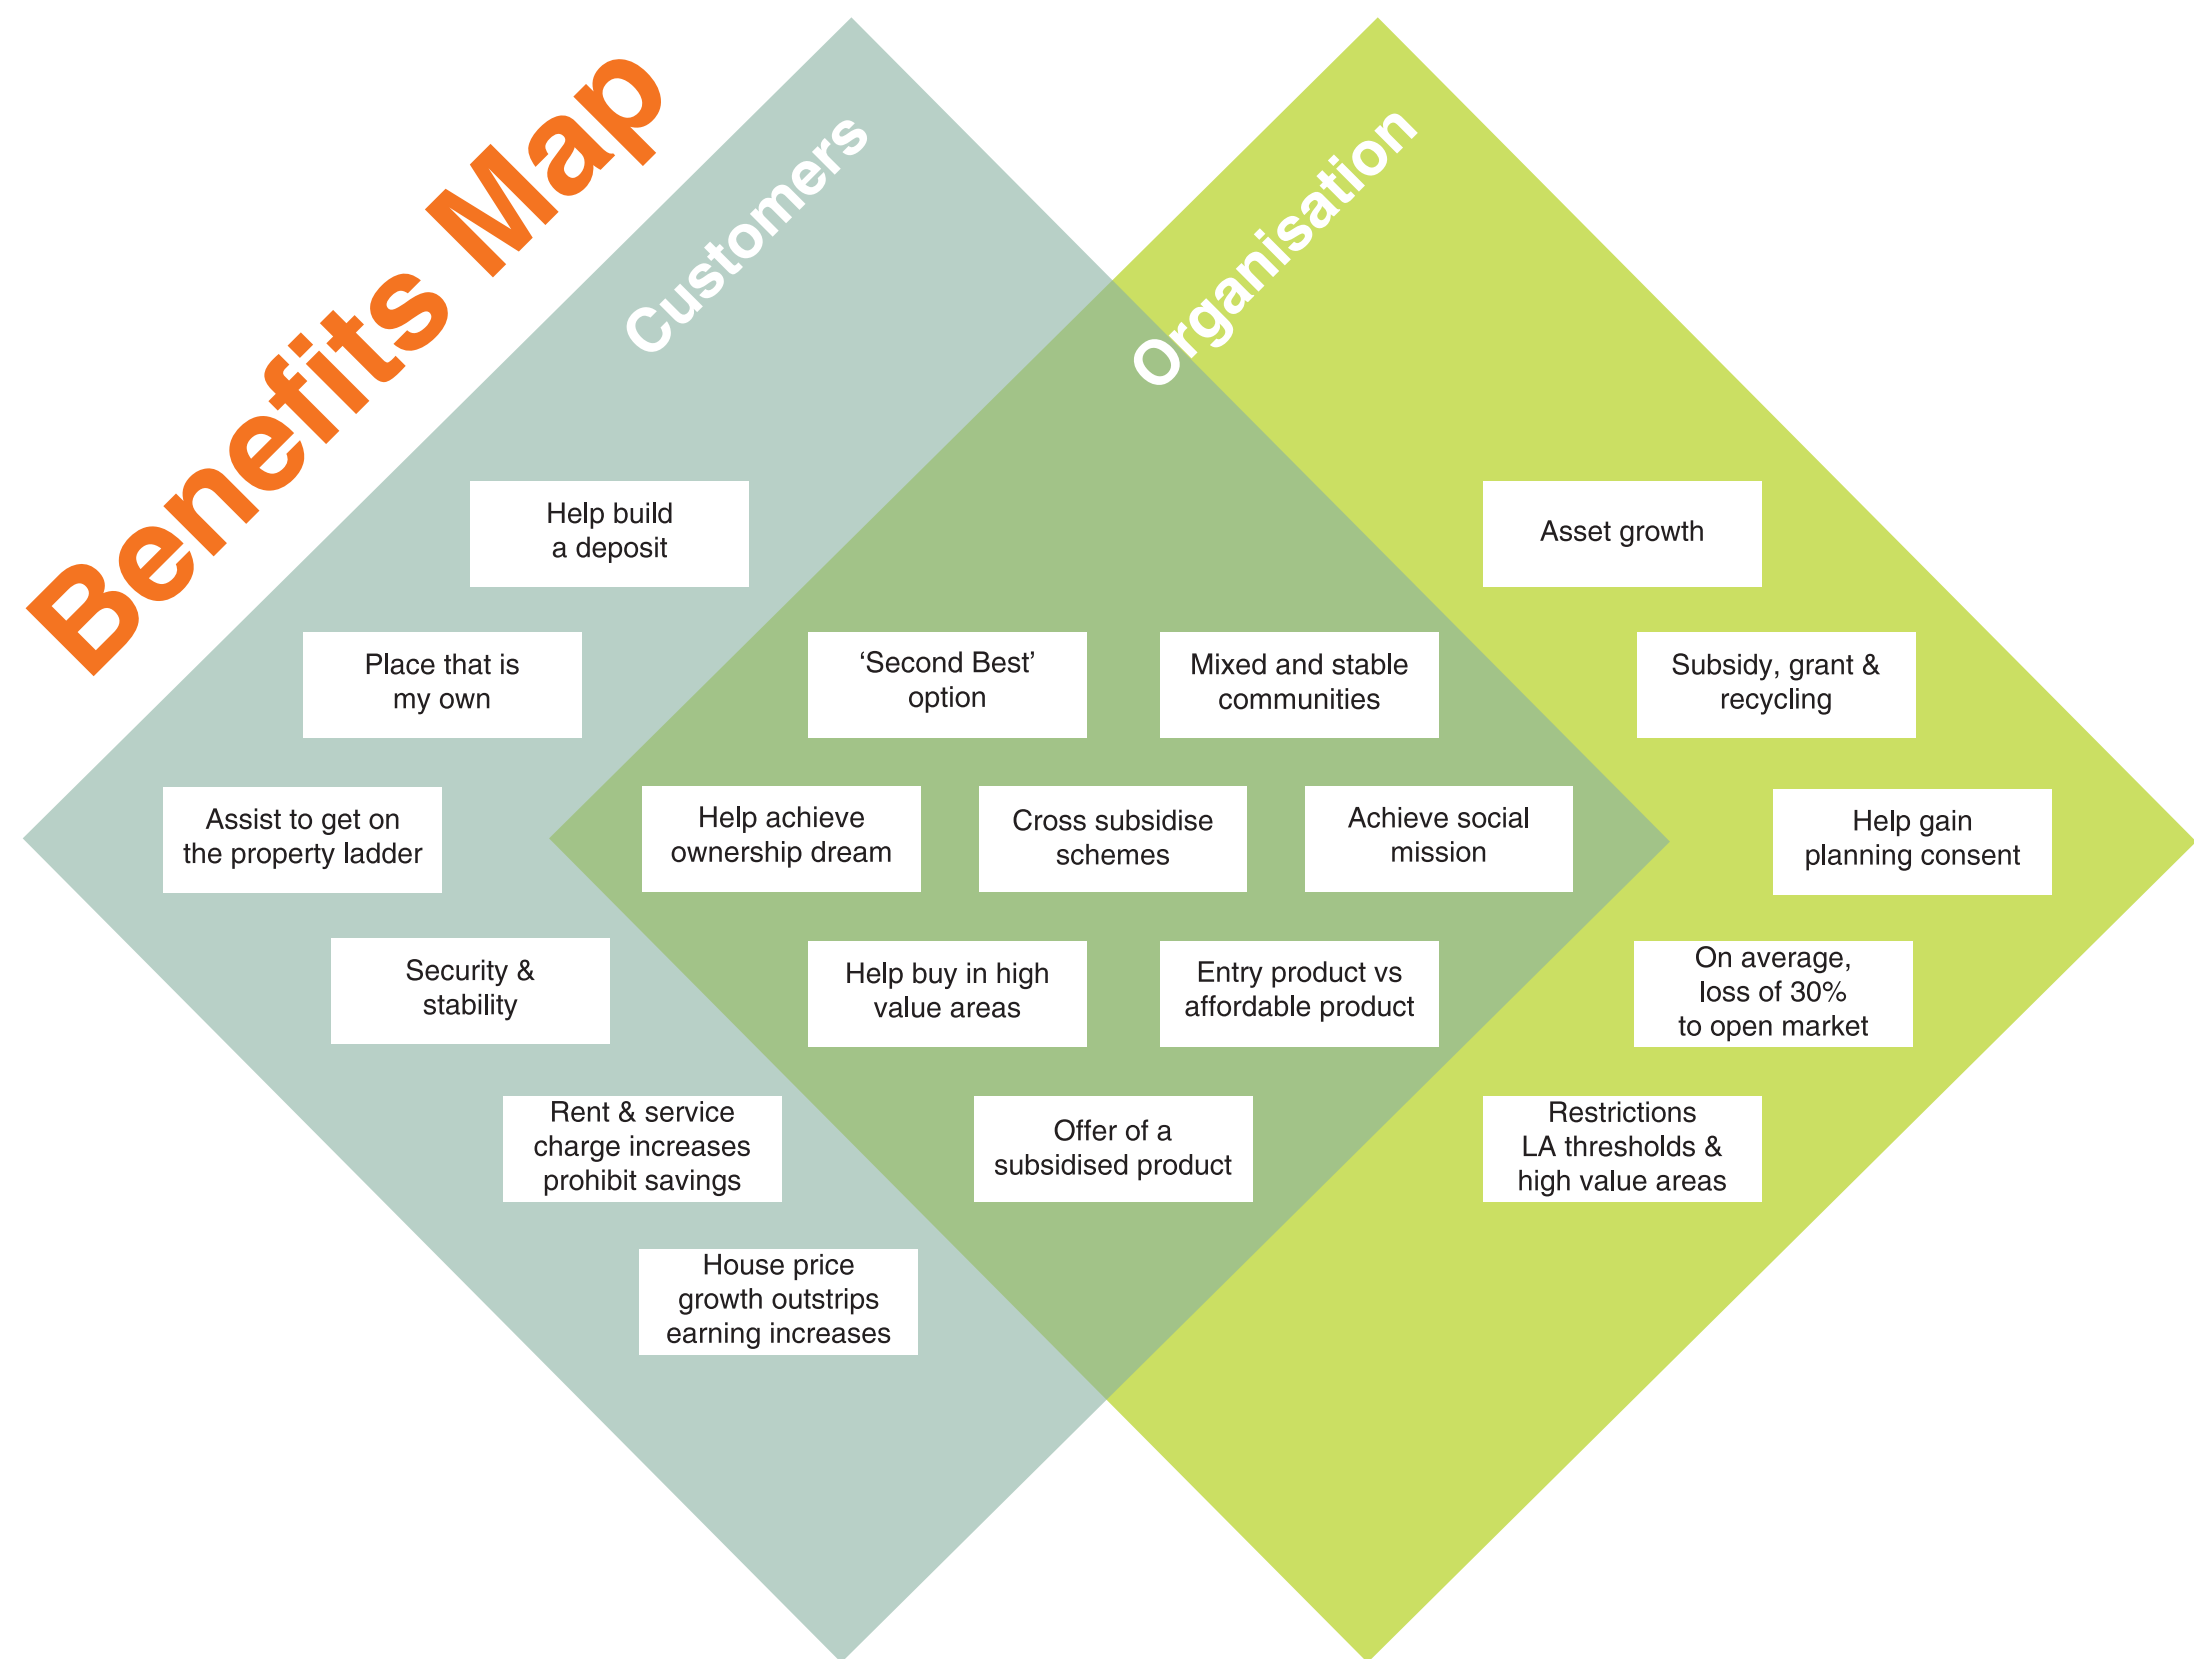 Benefits Map
Customers
Organisation
Help build
a deposit
Asset growth
Place that is
my own
‘Second Best’
option
Mixed and stable
communities
Subsidy, grant &
recycling
Assist to get on
the property ladder
Help achieve
ownership dream
Cross subsidise
schemes
Achieve social
mission
Help gain
planning consent
Security &
stability
Help buy in high
value areas
Entry product vs
affordable product
On average,
loss of 30%
to open market
Rent & service
charge increases
prohibit savings
Offer of a
subsidised product
Restrictions
LA thresholds &
high value areas
House price
growth outstrips
earning increases